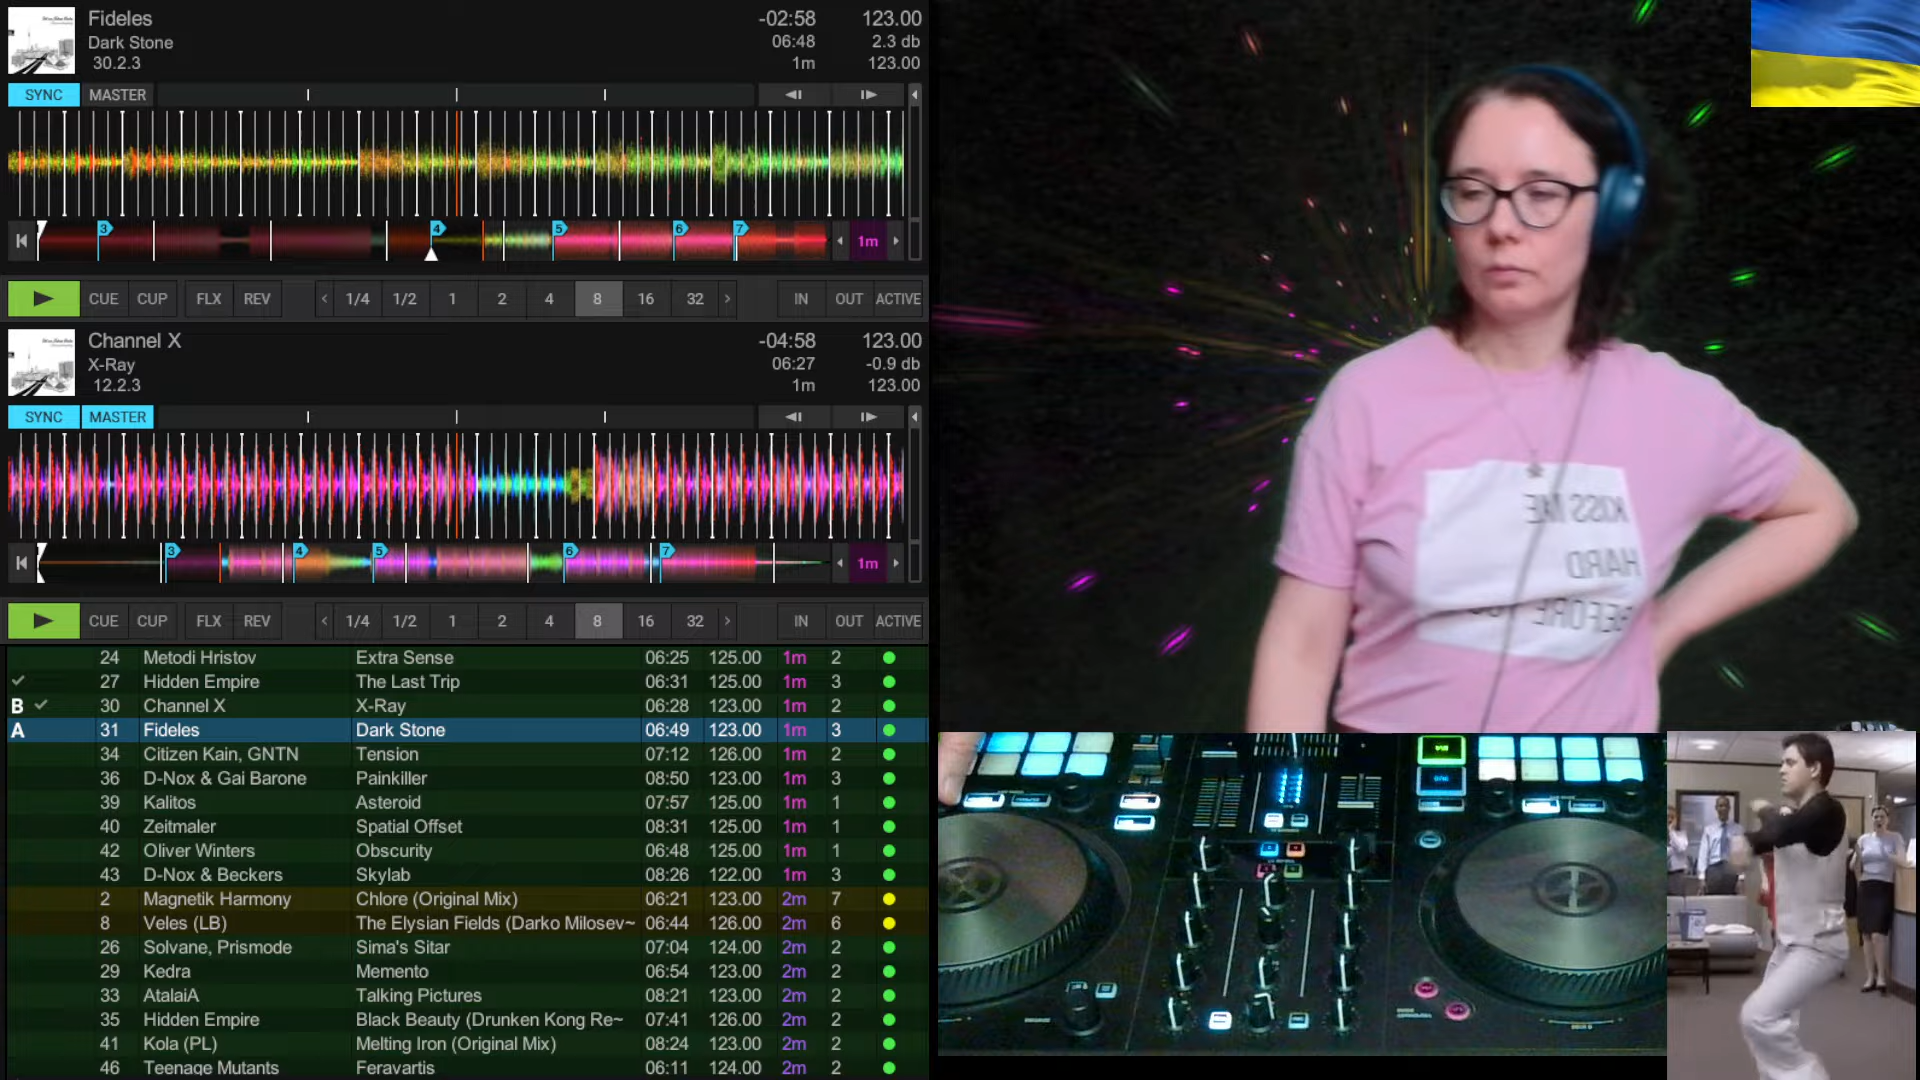 Fideles -02:58 123.00
Dark Stone 06:48 2.3 db
30.2.3 1m 123.00
SYNC MASTER
3 4 5 6 7 1m
CUE CUP FLX REV 1/4 1/2 1 2 4 8 16 32 IN OUT ACTIVE
Channel X -04:58 123.00
X-Ray 06:27 -0.9 db
12.2.3 1m 123.00
SYNC MASTER
3 4 5 6 7 1m
CUE CUP FLX REV 1/4 1/2 1 2 4 8 16 32 IN OUT ACTIVE
24 Metodi Hristov Extra Sense 06:25 125.00 1m 2
27 Hidden Empire The Last Trip 06:31 125.00 1m 3
B 30 Channel X X-Ray 06:28 123.00 1m 2
A 31 Fideles Dark Stone 06:49 123.00 1m 3
34 Citizen Kain, GNTN Tension 07:12 126.00 1m 2
36 D-Nox & Gai Barone Painkiller 08:50 123.00 1m 3
39 Kalitos Asteroid 07:57 125.00 1m 1
40 Zeitmaler Spatial Offset 08:31 125.00 1m 1
42 Oliver Winters Obscurity 06:48 125.00 1m 1
43 D-Nox & Beckers Skylab 08:26 122.00 1m 3
2 Magnetik Harmony Chlore (Original Mix) 06:21 123.00 2m 7
8 Veles (LB) The Elysian Fields (Darko Milosev~ 06:44 126.00 2m 6
26 Solvane, Prismode Sima's Sitar 07:04 124.00 2m 2
29 Kedra Memento 06:54 123.00 2m 2
33 AtalaiA Talking Pictures 08:21 123.00 2m 2
35 Hidden Empire Black Beauty (Drunken Kong Re~ 07:41 126.00 2m 2
41 Kola (PL) Melting Iron (Original Mix) 08:24 123.00 2m 2
46 Teenage Mutants Feravartis 06:11 124.00 2m 2
KISS ME
HARD
BEFORE